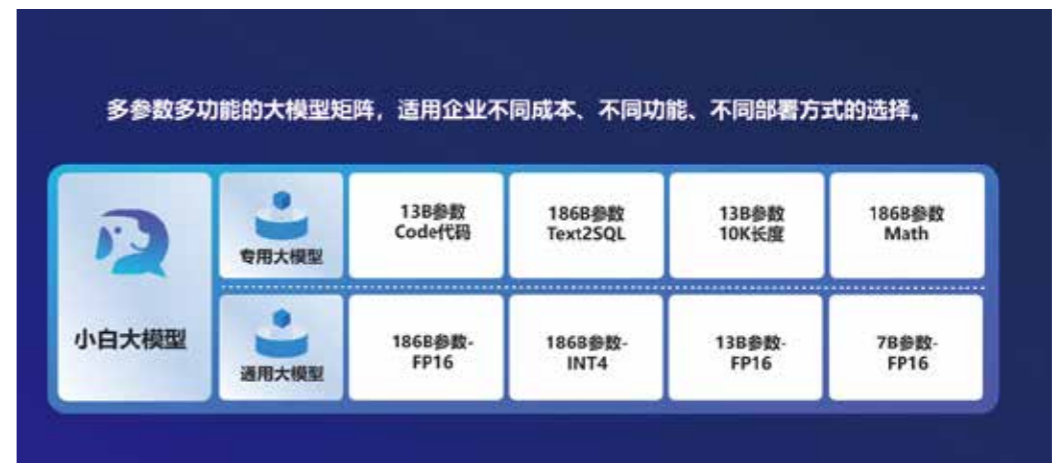 多参数多功能的大模型矩阵，适用企业不同成本、不同功能、不同部署方式的选择。
小白大模型
专用大模型
13B参数
Code代码
186B参数
Text2SQL
13B参数
10K长度
186B参数
Math
通用大模型
186B参数-
FP16
186B参数-
INT4
13B参数-
FP16
7B参数-
FP16